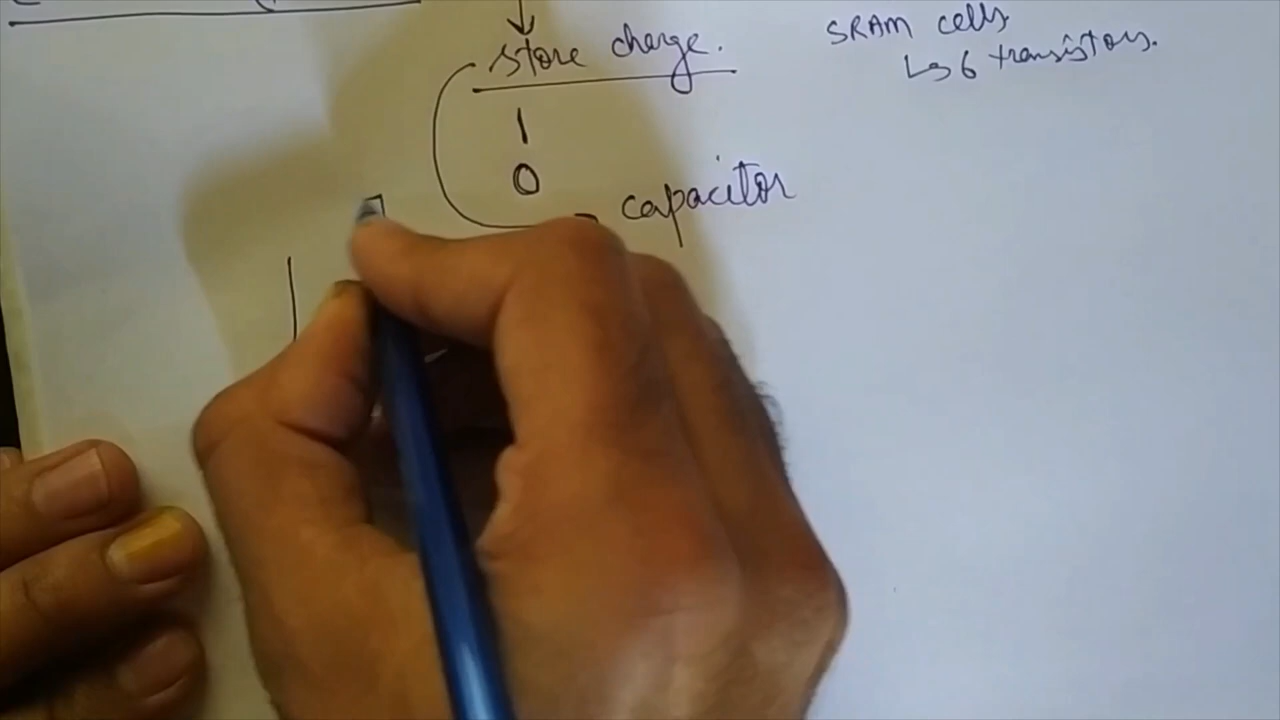 store charge.
1
0
capacitor
SRAM cells
↳ 6 transistors.